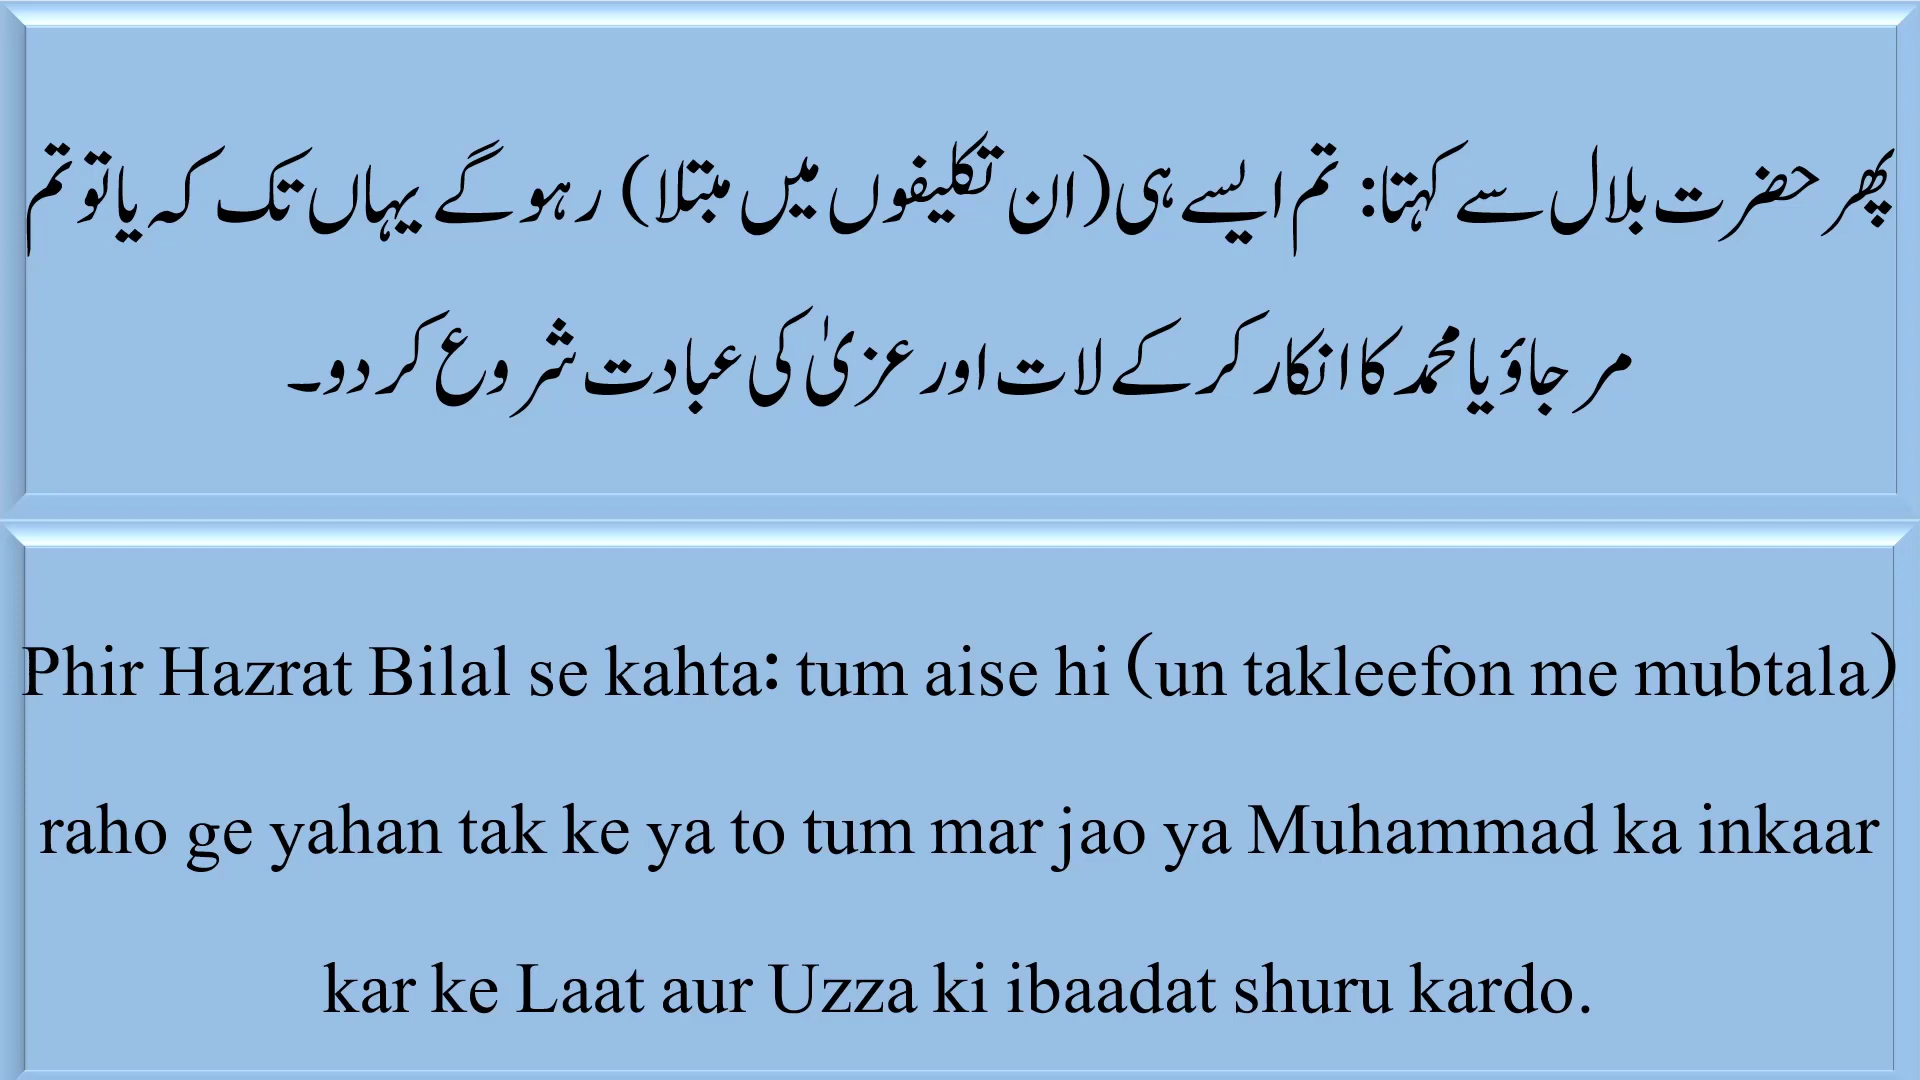 پھر حضرت بلال سے کہتا: تم ایسے ہی (ان تکلیفوں میں مبتلا) رہو گے یہاں تک کہ یا تو تم
مر جاؤ یا محمد کا انکار کر کے لات اور عزیٰ کی عبادت شروع کر دو۔
Phir Hazrat Bilal se kahta: tum aise hi (un takleefon me mubtala)
raho ge yahan tak ke ya to tum mar jao ya Muhammad ka inkaar
kar ke Laat aur Uzza ki ibaadat shuru kardo.